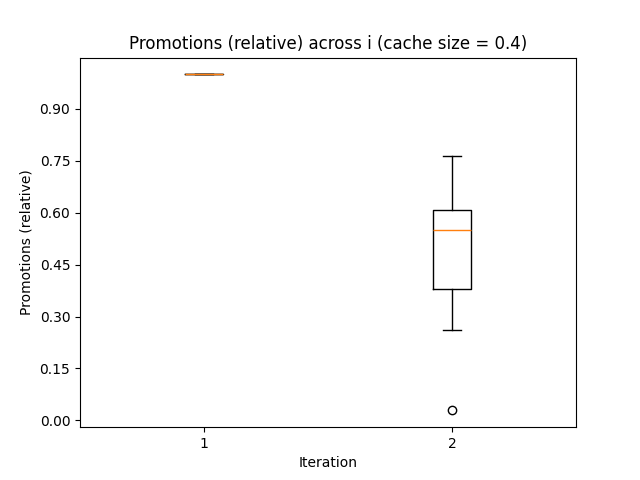 Promotions (relative) across i (cache size = 0.4)
Promotions (relative)
0.90
0.75
0.60
0.45
0.30
0.15
0.00
1 2
Iteration